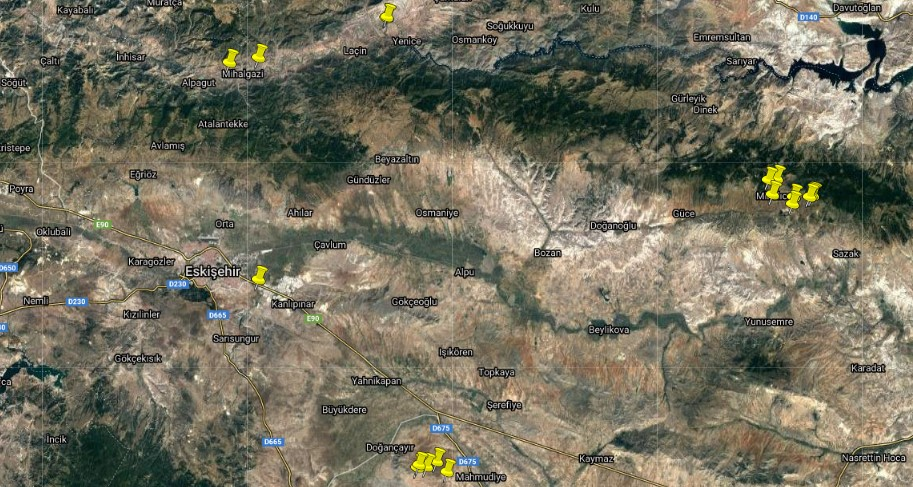 Kayabalı
Muratça
Kulu
Davutoğlan
D140
Soğukkuyu
Yenice
Osmanköy
Emremsultan
Laçin
Çaltı
İnhisar
Sarıyar
Söğüt
Alpagut
Mihalgazi
Gürleyik
Dinek
Atalantekke
Avlamış
Beyazaltın
Eğriöz
Gündüzler
Poyra
Ahılar
Osmaniye
Güce
Orta
E90
Doğanoğlu
Oklubalı
Çavlum
Bozan
Sazak
Karagözler
D650
Eskişehir
Alpu
D230
Nemli
D230
Kanlıpınar
Gökçeoğlu
Kızılinler
D665
E90
Yunusemre
Beylikova
Sarısungur
Gökçekısık
Işıkören
Karadat
Topkaya
Yahnıkapan
Şerefiye
Büyükdere
D675
İncik
D665
Doğançayır
D675
Kaymaz
Nasrettin Hoca
Mahmudiye